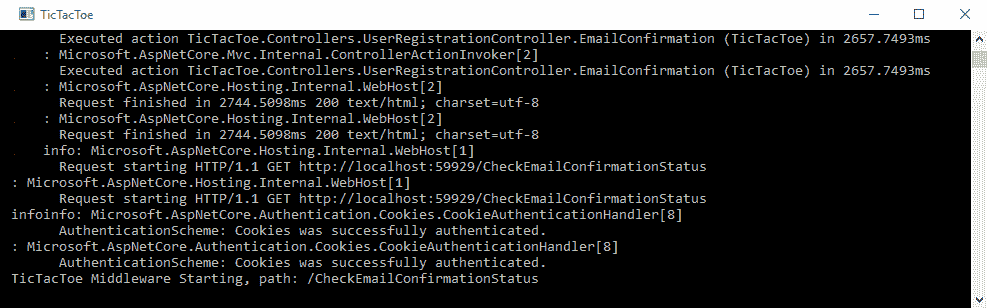 TicTacToe
Executed action TicTacToe.Controllers.UserRegistrationController.EmailConfirmation (TicTacToe) in 2657.7493ms
: Microsoft.AspNetCore.Mvc.Internal.ControllerActionInvoker[2]
Executed action TicTacToe.Controllers.UserRegistrationController.EmailConfirmation (TicTacToe) in 2657.7493ms
: Microsoft.AspNetCore.Hosting.Internal.WebHost[2]
Request finished in 2744.5098ms 200 text/html; charset=utf-8
: Microsoft.AspNetCore.Hosting.Internal.WebHost[2]
Request finished in 2744.5098ms 200 text/html; charset=utf-8
info: Microsoft.AspNetCore.Hosting.Internal.WebHost[1]
Request starting HTTP/1.1 GET http://localhost:59929/CheckEmailConfirmationStatus
: Microsoft.AspNetCore.Hosting.Internal.WebHost[1]
Request starting HTTP/1.1 GET http://localhost:59929/CheckEmailConfirmationStatus
infoinfo: Microsoft.AspNetCore.Authentication.Cookies.CookieAuthenticationHandler[8]
AuthenticationScheme: Cookies was successfully authenticated.
: Microsoft.AspNetCore.Authentication.Cookies.CookieAuthenticationHandler[8]
AuthenticationScheme: Cookies was successfully authenticated.
TicTacToe Middleware Starting, path: /CheckEmailConfirmationStatus